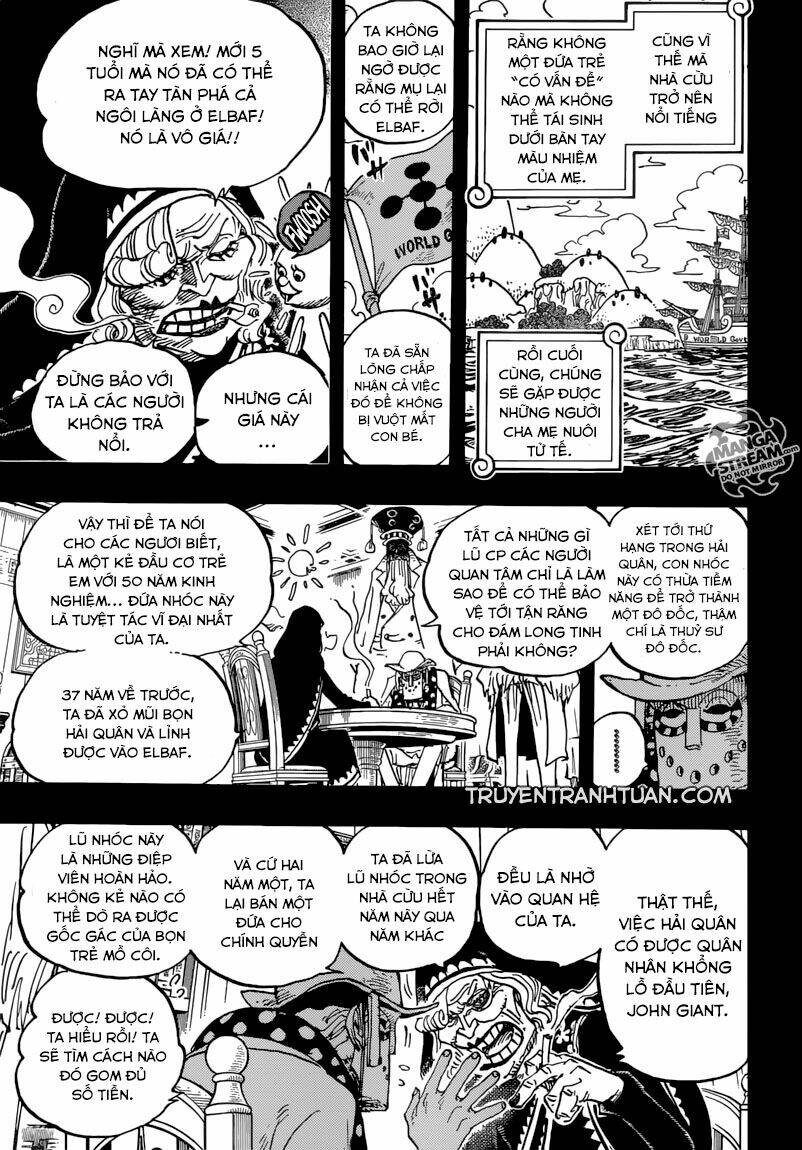 CŨNG VÌ
THẾ MÀ
NHÀ CỪU
TRỞ NÊN
NỔI TIẾNG
RẰNG KHÔNG
MỘT ĐỨA TRẺ
“CÓ VẤN ĐỀ”
NÀO MÀ KHÔNG
THỂ TÁI SINH
DƯỚI BÀN TAY
MÀU NHIỆM
CỦA MẸ.
WORLD GOV
RỒI CUỐI
CÙNG, CHÚNG
SẼ GẶP ĐƯỢC
NHỮNG NGƯỜI
CHA MẸ NUÔI
TỬ TẾ.
MANGA
STREAM.com
DO NOT MIRROR
TA KHÔNG
BAO GIỜ LẠI
NGỜ ĐƯỢC
RẰNG MỤ LẠI
CÓ THỂ RỜI
ELBAF.
WORLD G
TA ĐÃ SẴN
LÒNG CHẤP
NHẬN CẢ VIỆC
ĐÓ ĐỂ KHÔNG
BỊ VUỘT MẤT
CON BÉ.
NGHĨ MÀ XEM! MỚI 5
TUỔI MÀ NÓ ĐÃ CÓ THỂ
RA TAY TÀN PHÁ CẢ
NGÔI LÀNG Ở ELBAF!
NÓ LÀ VÔ GIÁ!!
FWOOSH
NHƯNG CÁI
GIÁ NÀY
...
ĐỪNG BẢO VỚI
TA LÀ CÁC NGƯỜI
KHÔNG TRẢ
NỔI.
XÉT TỚI THỨ
HẠNG TRONG HẢI
QUÂN, CON NHÓC
NÀY CÓ THỪA TIỀM
NĂNG ĐỂ TRỞ THÀNH
MỘT ĐÔ ĐỐC, THẬM
CHÍ LÀ THUỶ SƯ
ĐÔ ĐỐC.
TẤT CẢ NHỮNG GÌ
LŨ CP CÁC NGƯỜI
QUAN TÂM CHỈ LÀ LÀM
SAO ĐỂ CÓ THỂ BẢO
VỆ TỚI TẬN RĂNG
CHO ĐÁM LONG TINH
PHẢI KHÔNG?
VẬY THÌ ĐỂ TA NÓI
CHO CÁC NGƯƠI BIẾT,
LÀ MỘT KẺ ĐẦU CƠ TRẺ
EM VỚI 50 NĂM KINH
NGHIỆM... ĐỨA NHÓC NÀY
LÀ TUYỆT TÁC VĨ ĐẠI NHẤT
CỦA TA.
37 NĂM VỀ TRƯỚC,
TA ĐÃ XỎ MŨI BỌN
HẢI QUÂN VÀ LỈNH
ĐƯỢC VÀO ELBAF.
TRUYENTRANHTUAN.COM
THẬT THẾ,
VIỆC HẢI QUÂN
CÓ ĐƯỢC QUÂN
NHÂN KHỔNG
LỒ ĐẦU TIÊN,
JOHN GIANT.
ĐỀU LÀ NHỜ
VÀO QUAN HỆ
CỦA TA.
TA ĐÃ LỪA
LŨ NHÓC TRONG
NHÀ CỪU HẾT
NĂM NÀY QUA
NĂM KHÁC
VÀ CỨ HAI
NĂM MỘT, TA
LẠI BÁN MỘT
ĐỨA CHO
CHÍNH QUYỀN
LŨ NHÓC NÀY
LÀ NHỮNG ĐIỆP
VIÊN HOÀN HẢO.
KHÔNG KẺ NÀO CÓ
THỂ DÒ RA ĐƯỢC
GỐC GÁC CỦA BỌN
TRẺ MỒ CÔI.
ĐƯỢC! ĐƯỢC!
TA HIỂU RỒI! TA
SẼ TÌM CÁCH NÀO
ĐÓ GOM ĐỦ
SỐ TIỀN.